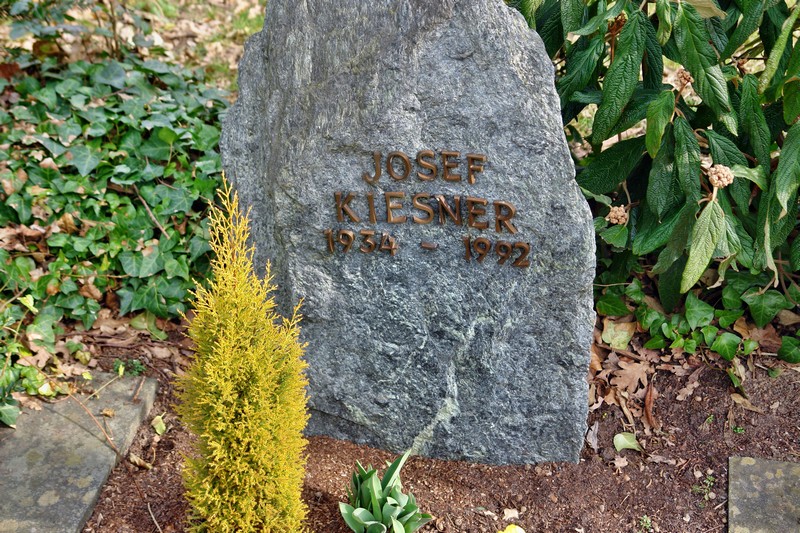 JOSEF
KIESNER
1934 - 1992